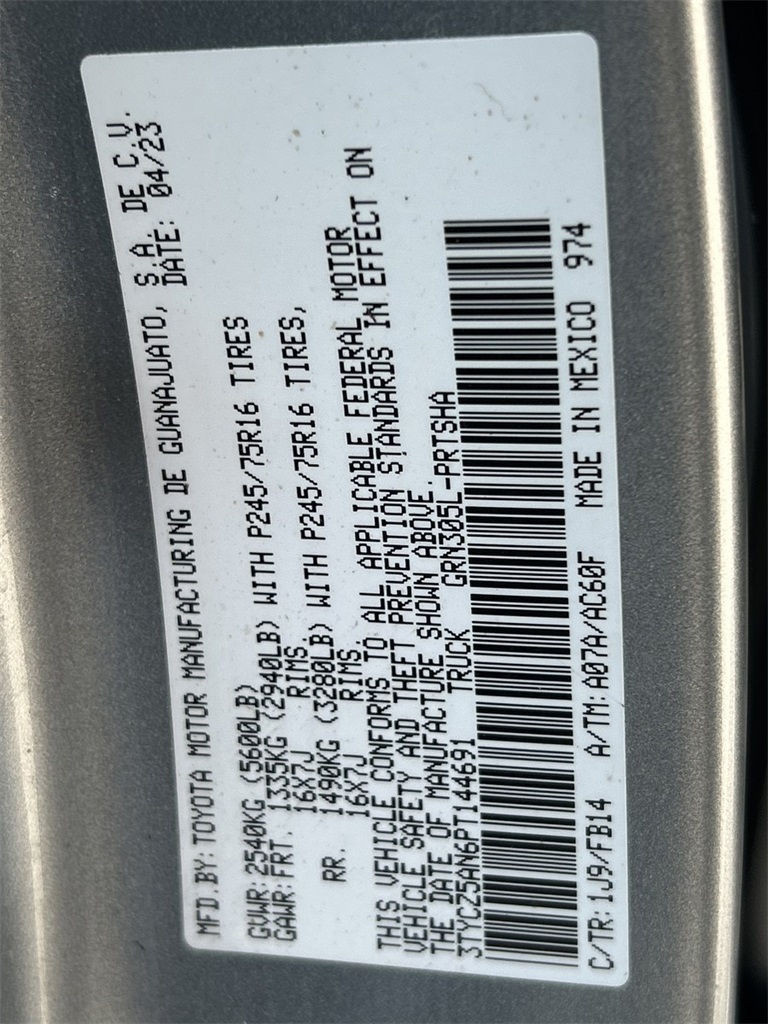 MFD.BY:TOYOTA MOTOR MANUFACTURING DE GUANAJUATO, S.A. DE C.V.
DATE: 04/23
GVWR:2540KG (5600LB)
GAWR:FRT. 1335KG (2940LB) WITH P245/75R16 TIRES
16X7J RIMS.
RR. 1490KG (3280LB) WITH P245/75R16 TIRES,
16X7J RIMS.
THIS VEHICLE CONFORMS TO ALL APPLICABLE FEDERAL MOTOR
VEHICLE SAFETY AND THEFT PREVENTION STANDARDS IN EFFECT ON
THE DATE OF MANUFACTURE SHOWN ABOVE.
3TYCZ5AN6PT144691 TRUCK GRN305L-PRTSHA
C/TR:1J9/FB14 A/TM:A07A/AC60F MADE IN MEXICO 974